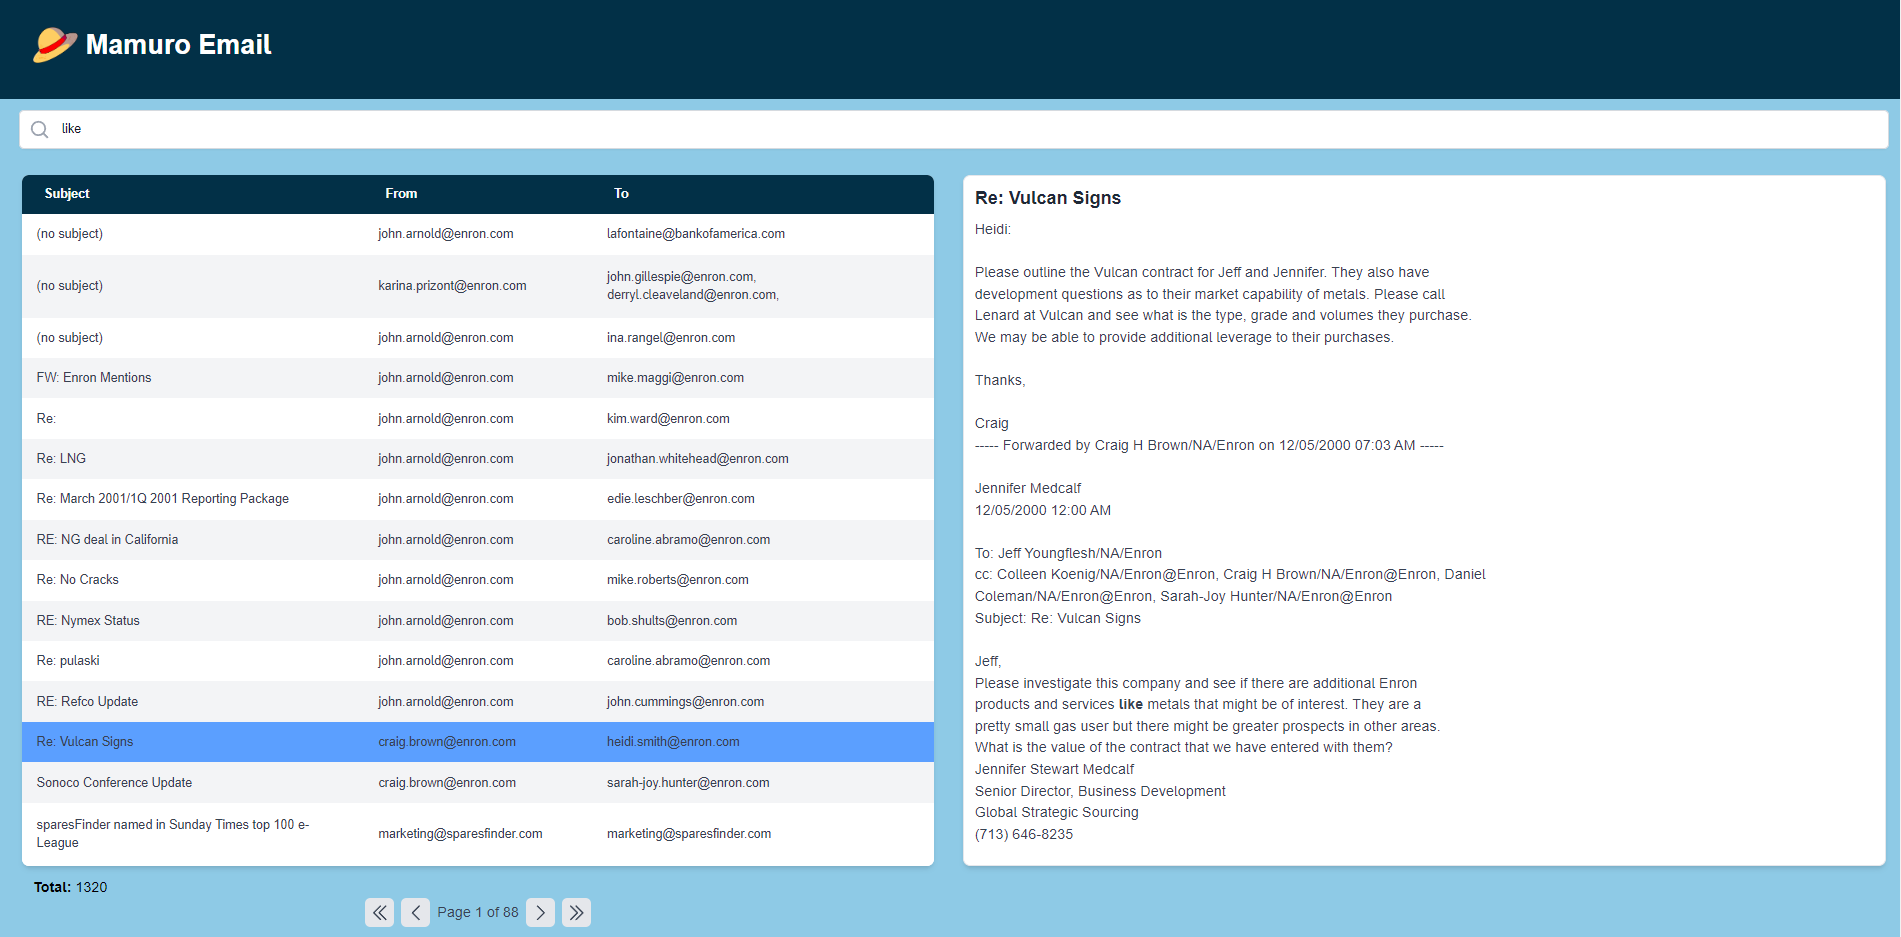 Mamuro Email
like
Subject From To
(no subject) john.arnold@enron.com lafontaine@bankofamerica.com
(no subject) karina.prizont@enron.com john.gillespie@enron.com,
derryl.cleaveland@enron.com,
(no subject) john.arnold@enron.com ina.rangel@enron.com
FW: Enron Mentions john.arnold@enron.com mike.maggi@enron.com
Re: john.arnold@enron.com kim.ward@enron.com
Re: LNG john.arnold@enron.com jonathan.whitehead@enron.com
Re: March 2001/1Q 2001 Reporting Package john.arnold@enron.com edie.leschber@enron.com
RE: NG deal in California john.arnold@enron.com caroline.abramo@enron.com
Re: No Cracks john.arnold@enron.com mike.roberts@enron.com
RE: Nymex Status john.arnold@enron.com bob.shults@enron.com
Re: pulaski john.arnold@enron.com caroline.abramo@enron.com
RE: Refco Update john.arnold@enron.com john.cummings@enron.com
Re: Vulcan Signs craig.brown@enron.com heidi.smith@enron.com
Sonoco Conference Update craig.brown@enron.com sarah-joy.hunter@enron.com
sparesFinder named in Sunday Times top 100 e-
League marketing@sparesfinder.com marketing@sparesfinder.com
Total: 1320
Page 1 of 88
Re: Vulcan Signs
Heidi:
Please outline the Vulcan contract for Jeff and Jennifer. They also have
development questions as to their market capability of metals. Please call
Lenard at Vulcan and see what is the type, grade and volumes they purchase.
We may be able to provide additional leverage to their purchases.
Thanks,
Craig
----- Forwarded by Craig H Brown/NA/Enron on 12/05/2000 07:03 AM -----
Jennifer Medcalf
12/05/2000 12:00 AM
To: Jeff Youngflesh/NA/Enron
cc: Colleen Koenig/NA/Enron@Enron, Craig H Brown/NA/Enron@Enron, Daniel
Coleman/NA/Enron@Enron, Sarah-Joy Hunter/NA/Enron@Enron
Subject: Re: Vulcan Signs
Jeff,
Please investigate this company and see if there are additional Enron
products and services like metals that might be of interest. They are a
pretty small gas user but there might be greater prospects in other areas.
What is the value of the contract that we have entered with them?
Jennifer Stewart Medcalf
Senior Director, Business Development
Global Strategic Sourcing
(713) 646-8235